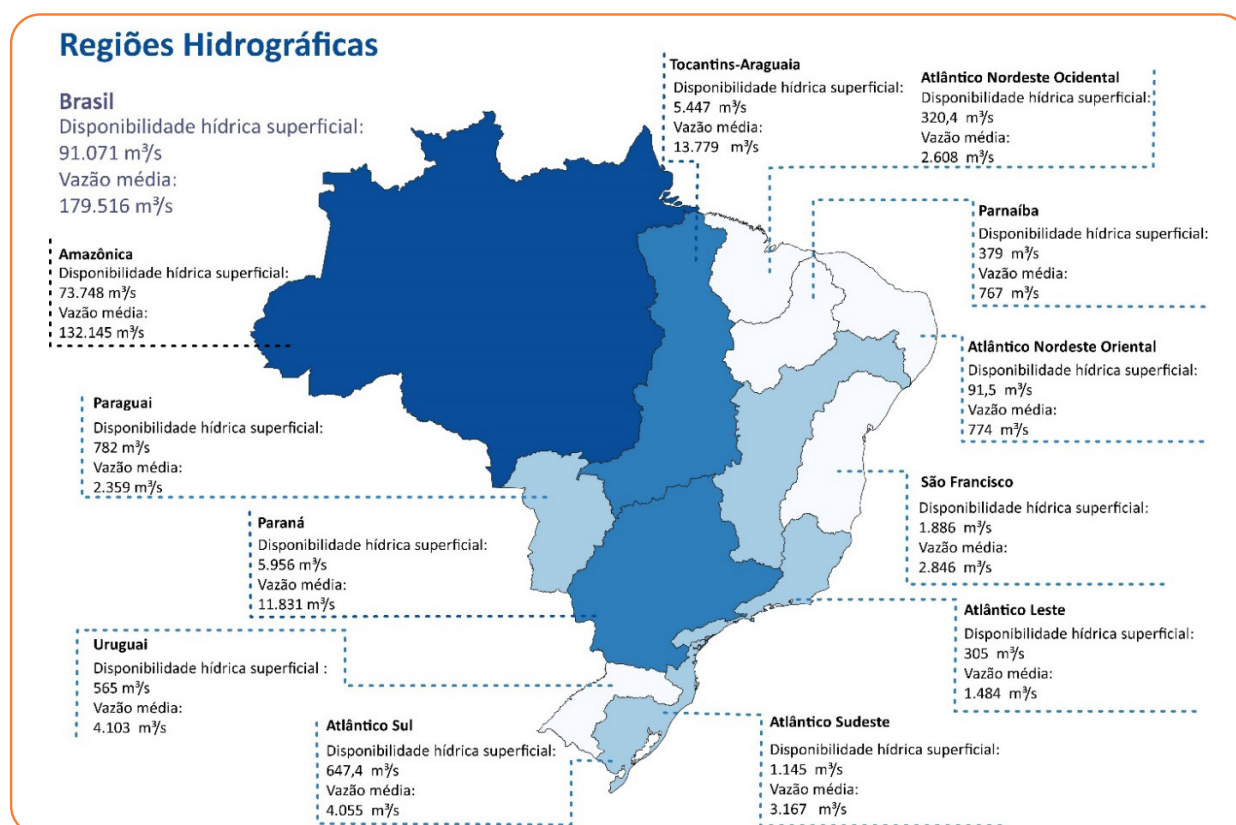 Regiões Hidrográficas
Brasil
Disponibilidade hídrica superficial:
91.071 m³/s
Vazão média:
179.516 m³/s
Tocantins-Araguaia
Disponibilidade hídrica superficial:
5.447 m³/s
Vazão média:
13.779 m³/s
Atlântico Nordeste Ocidental
Disponibilidade hídrica superficial:
320,4 m³/s
Vazão média:
2.608 m³/s
Parnaíba
Disponibilidade hídrica superficial:
379 m³/s
Vazão média:
767 m³/s
Amazônica
Disponibilidade hídrica superficial:
73.748 m³/s
Vazão média:
132.145 m³/s
Atlântico Nordeste Oriental
Disponibilidade hídrica superficial:
91,5 m³/s
Vazão média:
774 m³/s
Paraguai
Disponibilidade hídrica superficial:
782 m³/s
Vazão média:
2.359 m³/s
São Francisco
Disponibilidade hídrica superficial:
1.886 m³/s
Vazão média:
2.846 m³/s
Paraná
Disponibilidade hídrica superficial:
5.956 m³/s
Vazão média:
11.831 m³/s
Atlântico Leste
Disponibilidade hídrica superficial:
305 m³/s
Vazão média:
1.484 m³/s
Uruguai
Disponibilidade hídrica superficial :
565 m³/s
Vazão média:
4.103 m³/s
Atlântico Sul
Disponibilidade hídrica superficial:
647,4 m³/s
Vazão média:
4.055 m³/s
Atlântico Sudeste
Disponibilidade hídrica superficial:
1.145 m³/s
Vazão média:
3.167 m³/s